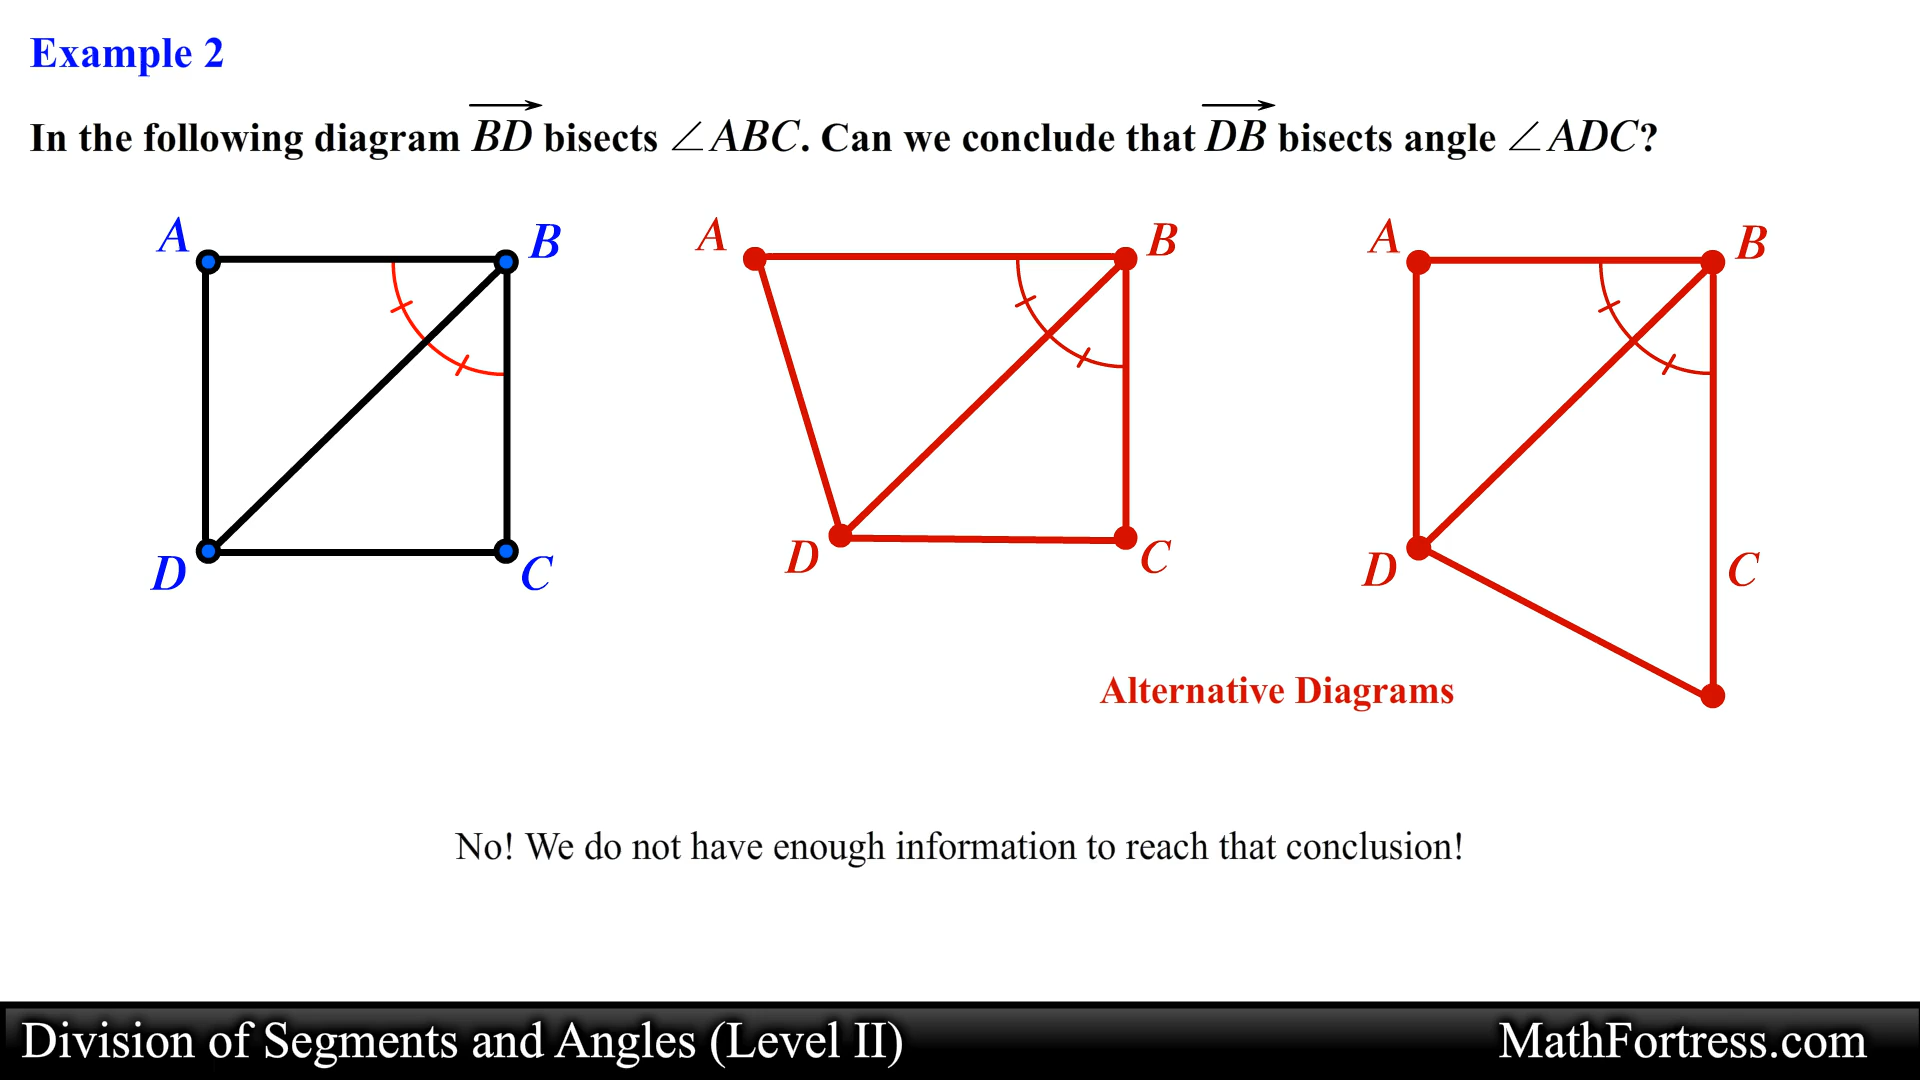 Example 2
In the following diagram BD bisects ∠ABC. Can we conclude that DB bisects angle ∠ADC?
A B A B A B
D C D C D C
Alternative Diagrams
No! We do not have enough information to reach that conclusion!
Division of Segments and Angles (Level II) MathFortress.com